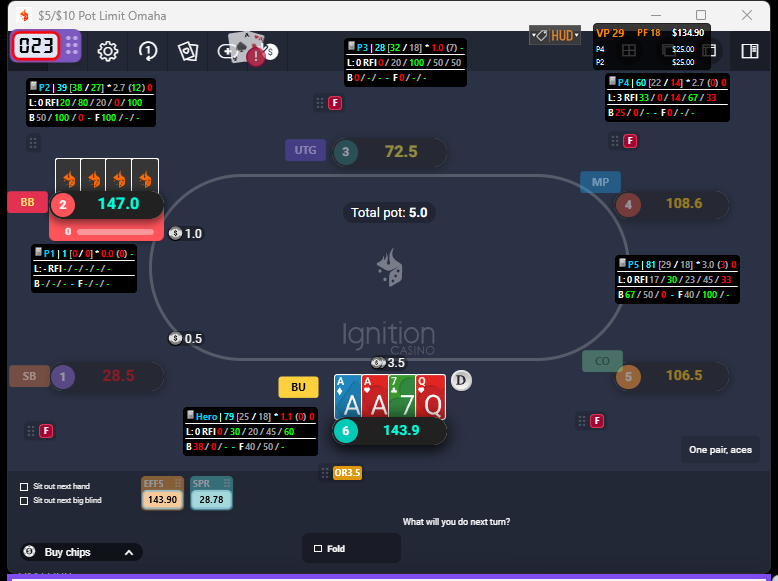 $5/$10 Pot Limit Omaha
023
HUD
VP 29 PF 18 $134.90
P4 $25.00
P2 $25.00
P3 | 28 [32 / 18] * 1.0 (7) -
L: 0 RFI 0 / 20 / 100 / 50 / 50
B 0 / - / - - F 0 / - / -
P2 | 39 [38 / 27] * 2.7 (12) 0
L: 0 RFI 20 / 80 / 20 / 0 / 100
B 50 / 100 / 0 - F 100 / - / -
P4 | 60 [22 / 14] * 2.7 (0) 0
L: 3 RFI 33 / 0 / 14 / 67 / 33
B 25 / 0 / - - F 0 / - / -
F
F
UTG 3 72.5
MP
4 108.6
BB 2 147.0
0
Total pot: 5.0
$ 1.0
P1 | 1 [0 / 0] * 0.0 (0) -
L: - RFI - / - / - / - / -
B - / - / - - F - / - / -
P5 | 81 [29 / 18] * 3.0 (3) 0
L: 0 RFI 17 / 30 / 23 / 45 / 33
B 67 / 50 / 0 - F 40 / 100 / -
Ignition
CASINO
$ 0.5
3.5
SB 1 28.5
CO
5 106.5
BU
A A 7 Q
A A 7 Q
D
6 143.9
Hero | 79 [25 / 18] * 1.1 (0) 0
L: 0 RFI 0 / 30 / 20 / 45 / 60
B 38 / 0 / - - F 40 / 50 / -
F
F
One pair, aces
OR3.5
Sit out next hand
Sit out next big blind
EFFS SPR
143.90 28.78
What will you do next turn?
Buy chips
Fold